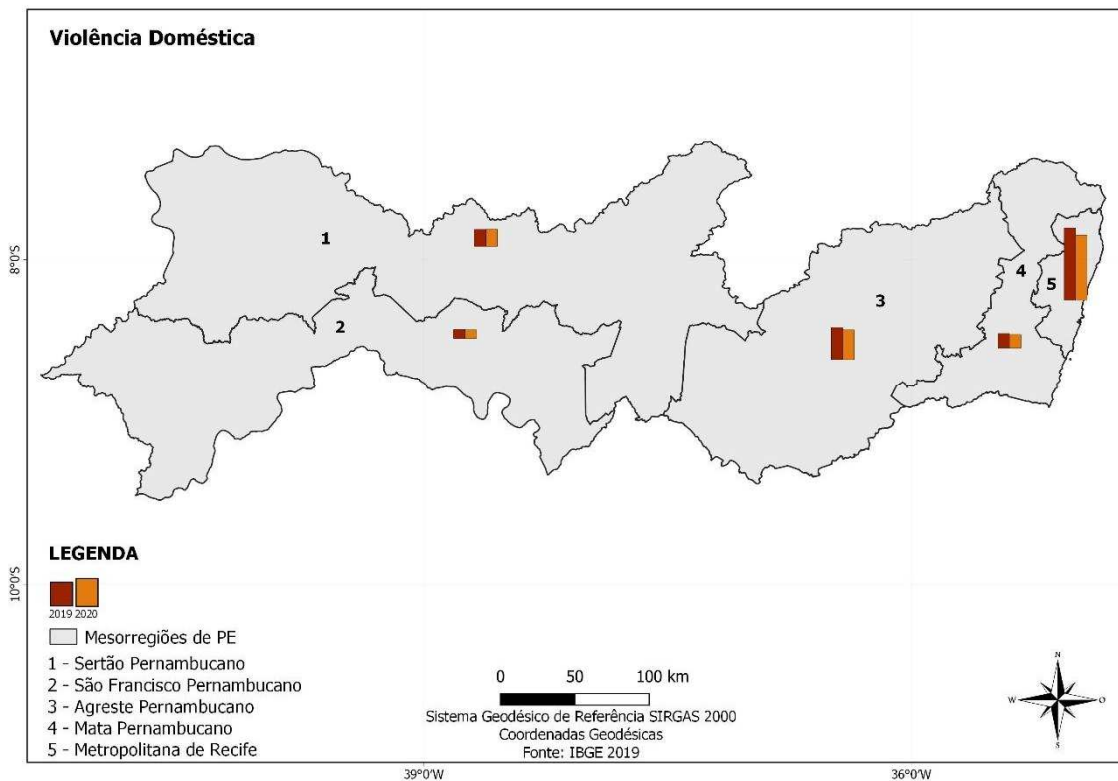 Violência Doméstica
1
2
3
4
5
8°S
10°S
LEGENDA
2019 2020
Mesorregiões de PE
1 - Sertão Pernambucano
2 - São Francisco Pernambucano
3 - Agreste Pernambucano
4 - Mata Pernambucano
5 - Metropolitana de Recife
0 50 100 km
Sistema Geodésico de Referência SIRGAS 2000
Coordenadas Geodésicas
Fonte: IBGE 2019
N
W O
S
39°0'W 36°0'W